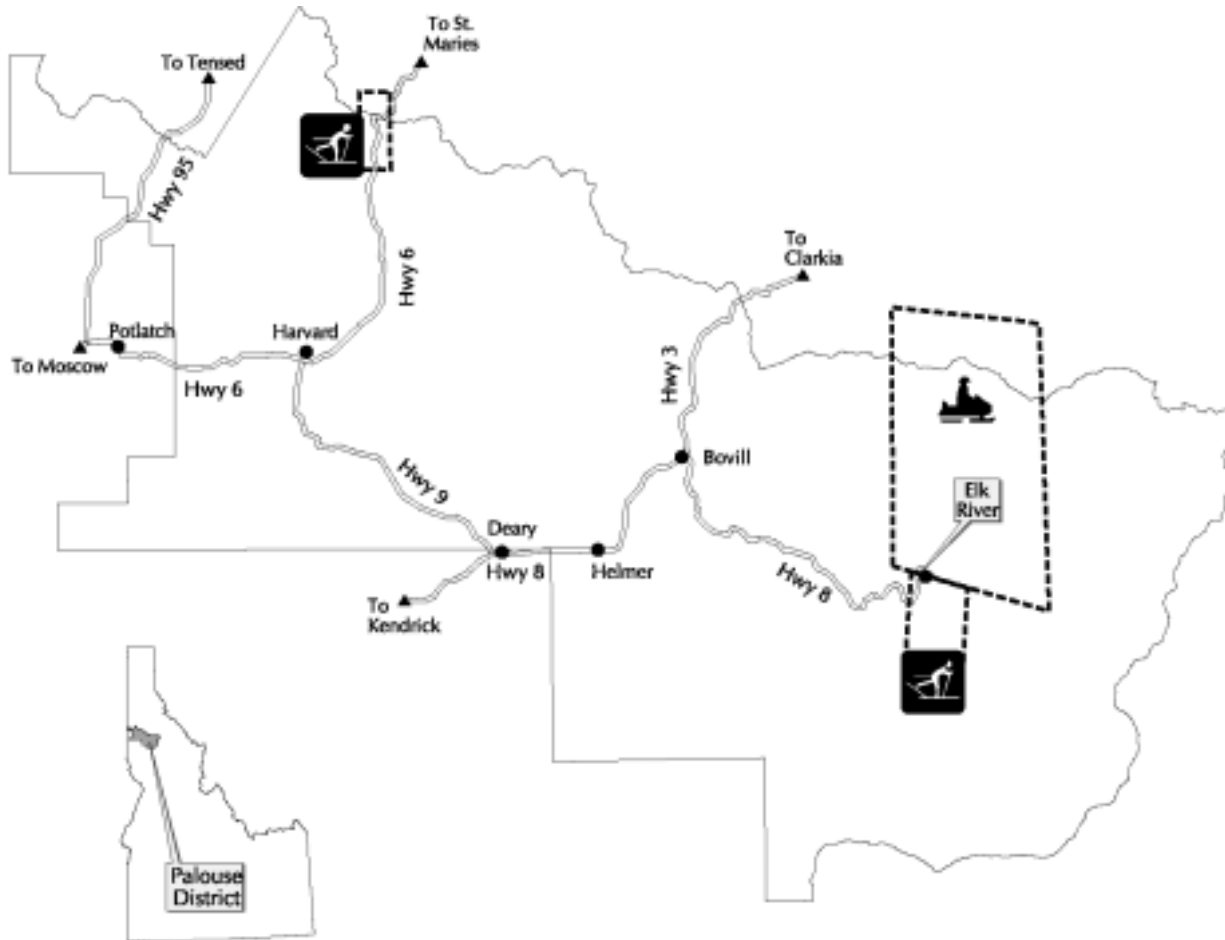 To St.
Maries
To Tensed
Hwy 95
Hwy 6
To
Clarkia
Potlatch
Harvard
To Moscow
Hwy 6
Hwy 3
Bovill
Hwy 9
Elk
River
Deary
Hwy 8
Helmer
Hwy 8
To
Kendrick
Palouse
District